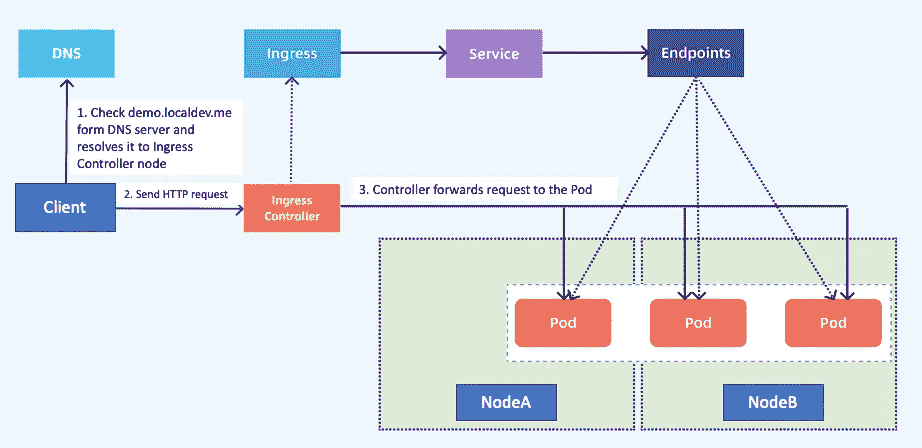 DNS
Ingress
Service
Endpoints
1. Check demo.localdev.me
form DNS server and
resolves it to Ingress
Controller node
Client
2. Send HTTP request
Ingress
Controller
3. Controller forwards request to the Pod
Pod
Pod
Pod
NodeA
NodeB